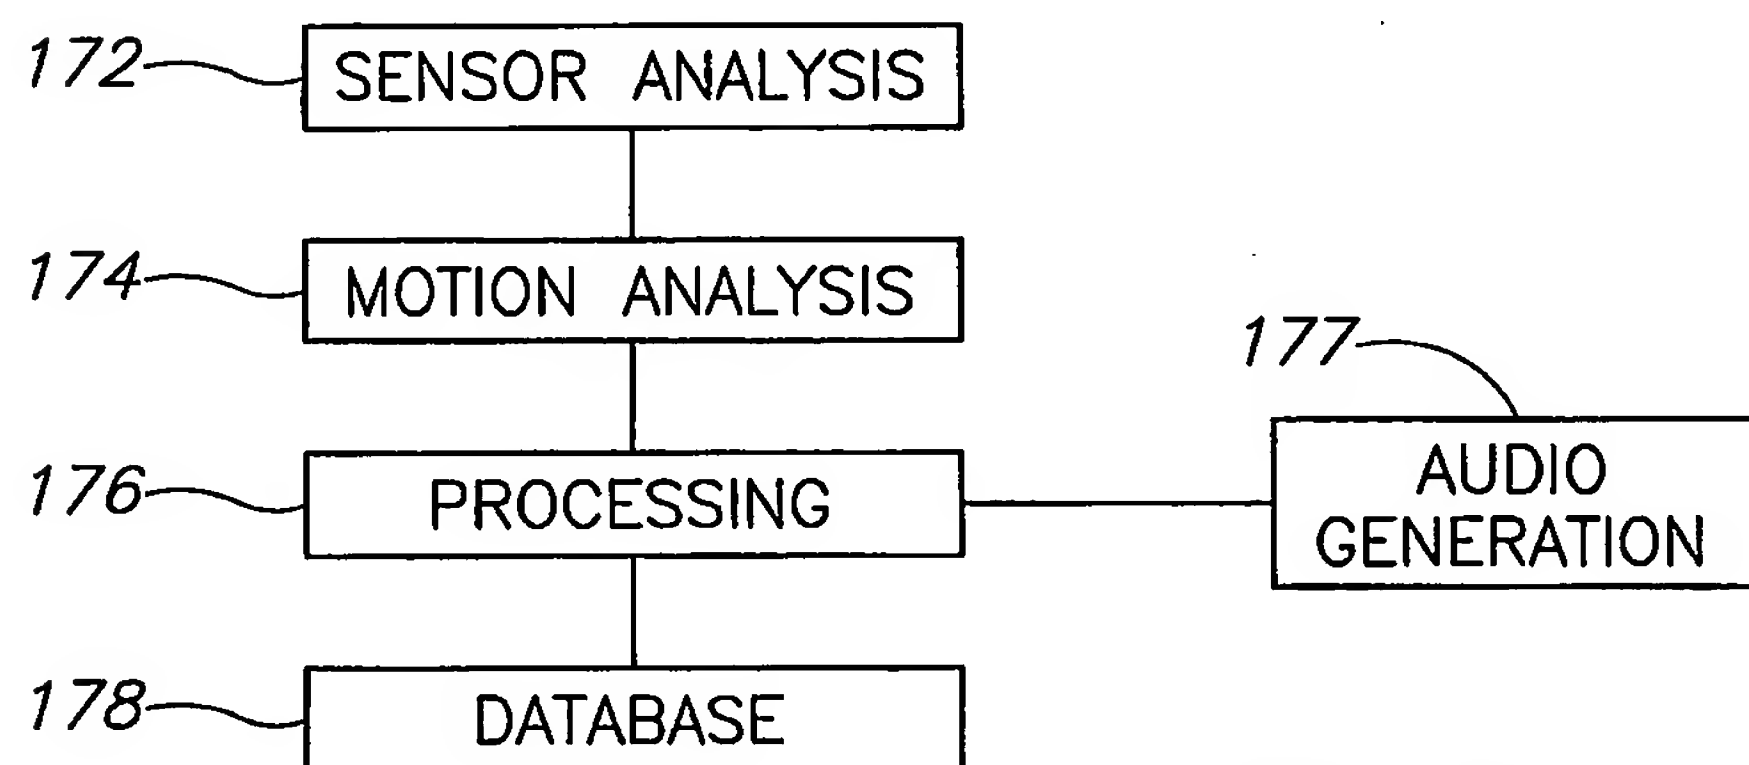 172 SENSOR ANALYSIS
174 MOTION ANALYSIS
177
176 PROCESSING
AUDIO
GENERATION
178 DATABASE